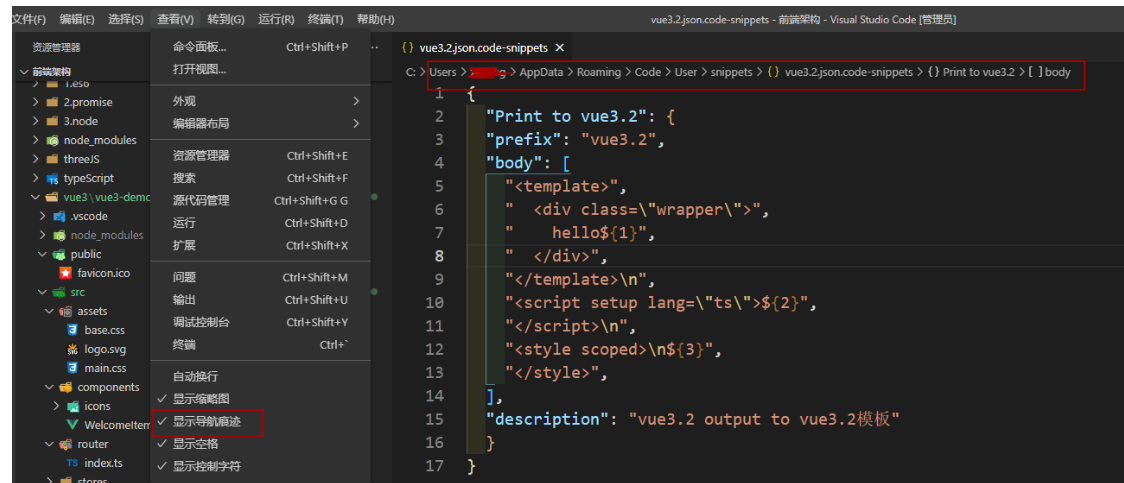 文件(F) 编辑(E) 选择(S) 查看(V) 转到(G) 运行(R) 终端(T) 帮助(H) vue3.2.json.code-snippets - 前端架构 - Visual Studio Code [管理员]
资源管理器
前端架构
1.es6
2.promise
3.node
node_modules
threeJS
typeScript
vue3\vue3-demo
.vscode
node_modules
public
favicon.ico
src
assets
base.css
logo.svg
main.css
components
icons
WelcomeItem
router
index.ts
stores
命令面板... Ctrl+Shift+P
打开视图...
外观
编辑器布局
资源管理器 Ctrl+Shift+E
搜索 Ctrl+Shift+F
源代码管理 Ctrl+Shift+G G
运行 Ctrl+Shift+D
扩展 Ctrl+Shift+X
问题 Ctrl+Shift+M
输出 Ctrl+Shift+U
调试控制台 Ctrl+Shift+Y
终端 Ctrl+`
自动换行
✓ 显示缩略图
✓ 显示导航痕迹
✓ 显示空格
✓ 显示控制字符
{} vue3.2.json.code-snippets ×
C: > Users > g > AppData > Roaming > Code > User > snippets > {} vue3.2.json.code-snippets > {} Print to vue3.2 > [ ] body
1 {
2 "Print to vue3.2": {
3 "prefix": "vue3.2",
4 "body": [
5 "<template>",
6 "  <div class=\"wrapper\">",
7 "    hello${1}",
8 "  </div>",
9 "</template>\n",
10 "<script setup lang=\"ts\">${2}",
11 "</script>\n",
12 "<style scoped>\n${3}",
13 "</style>",
14 ],
15 "description": "vue3.2 output to vue3.2模板"
16 }
17 }